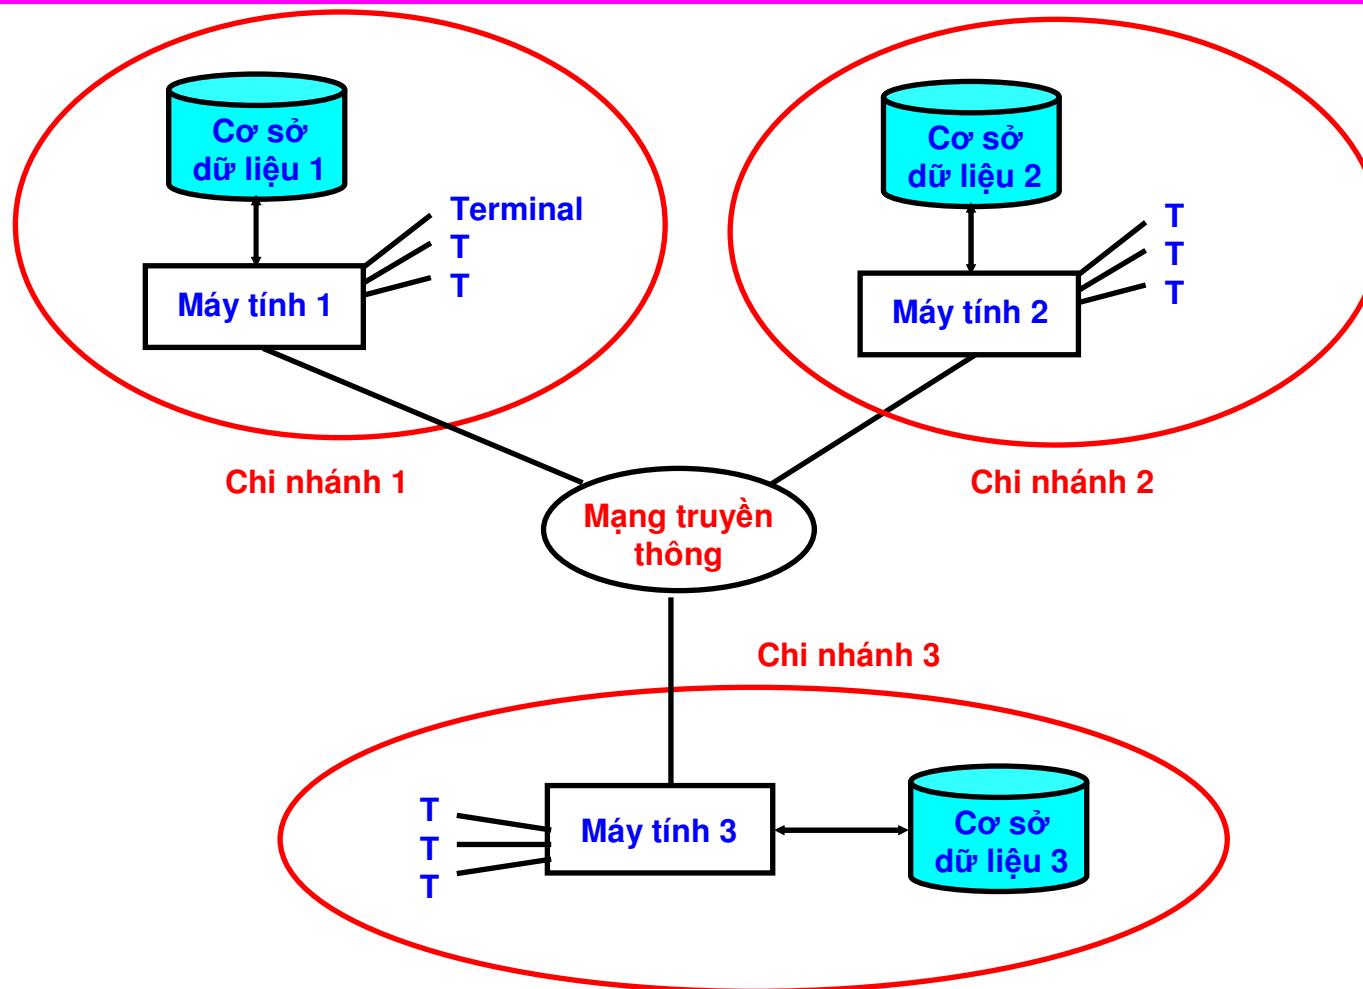 Cơ sở
dữ liệu 1
Terminal
T
T
Máy tính 1
Chi nhánh 1
Cơ sở
dữ liệu 2
T
T
T
Máy tính 2
Chi nhánh 2
Mạng truyền
thông
Chi nhánh 3
T
T
T
Máy tính 3
Cơ sở
dữ liệu 3